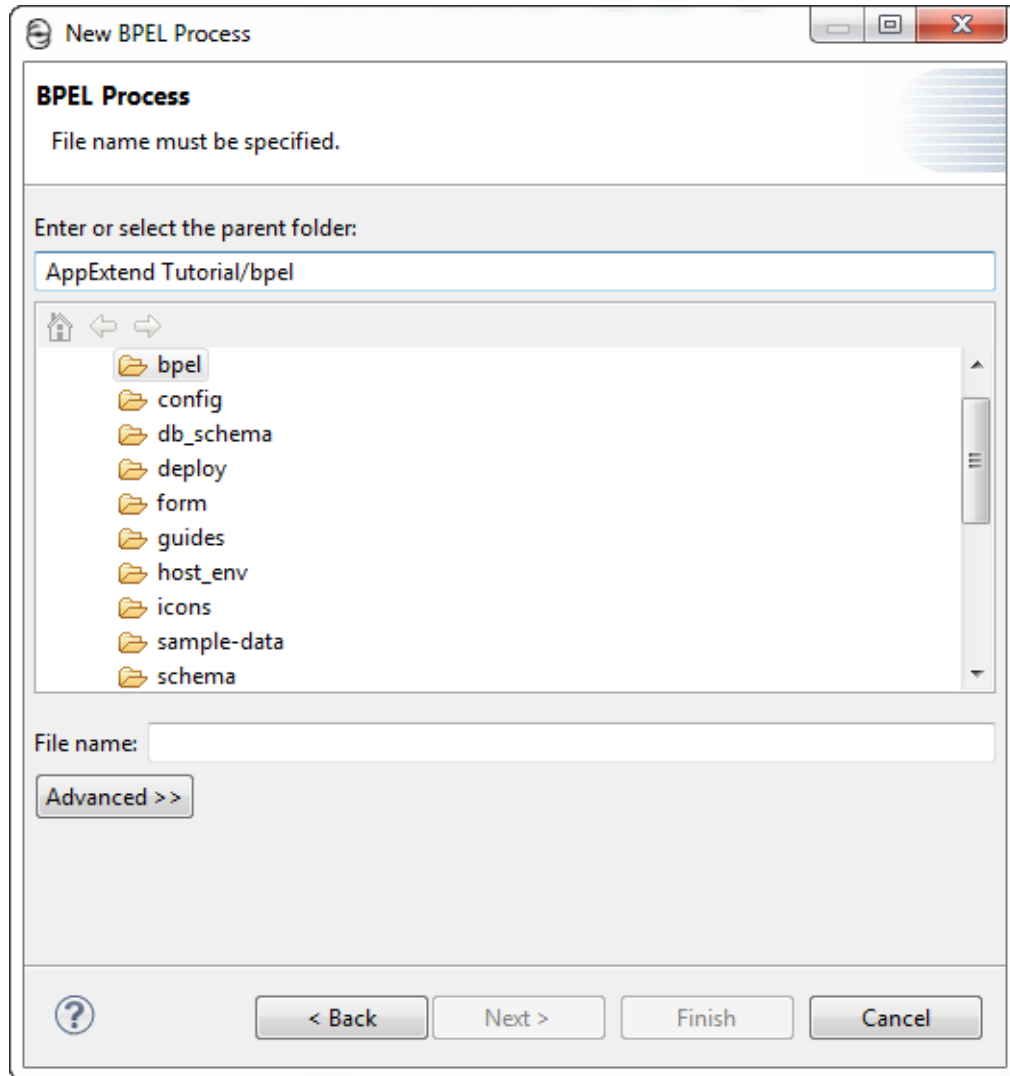 New BPEL Process
BPEL Process
File name must be specified.
Enter or select the parent folder:
AppExtend Tutorial/bpel
bpel
config
db_schema
deploy
form
guides
host_env
icons
sample-data
schema
File name:
Advanced >>
?
< Back Next > Finish Cancel